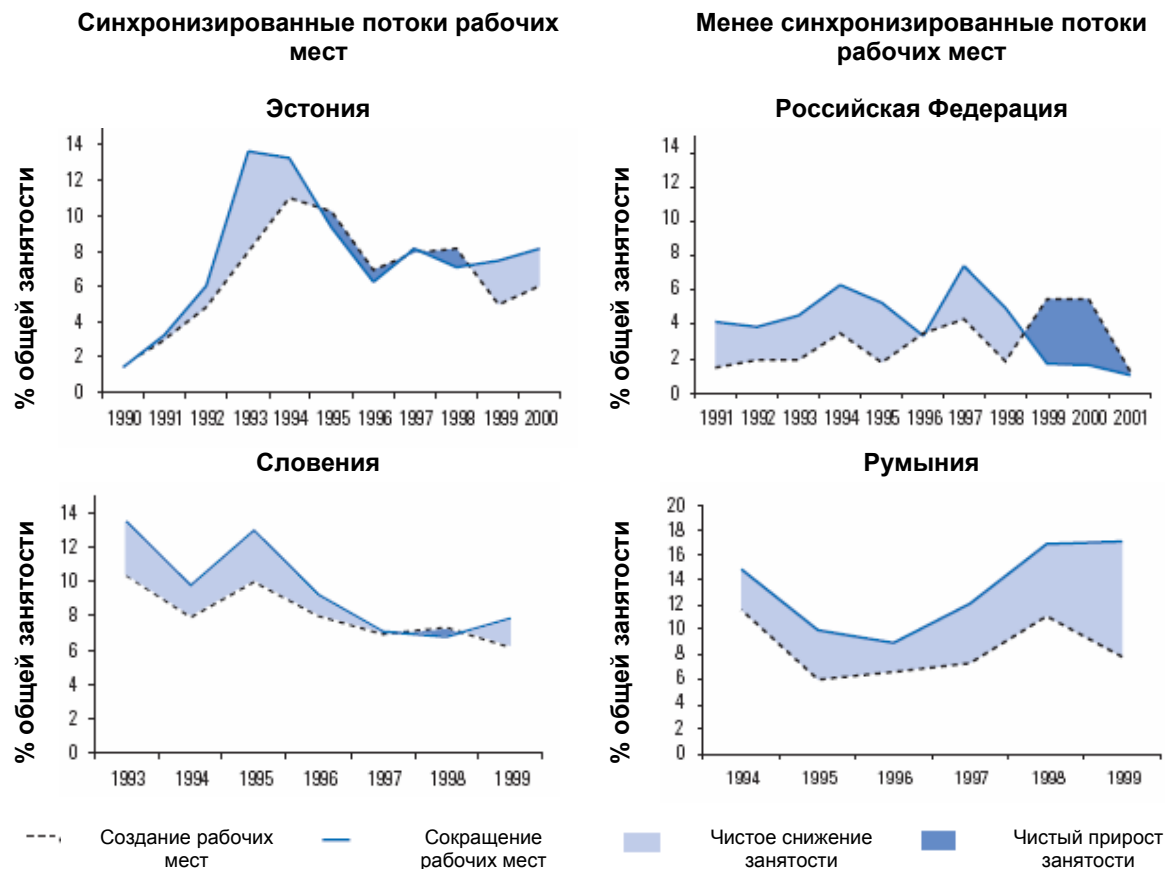 Синхронизированные потоки рабочих
мест
Менее синхронизированные потоки
рабочих мест
Эстония
% общей занятости
14
12
10
8
6
4
2
0
1990 1991 1992 1993 1994 1995 1996 1997 1998 1999 2000
Российская Федерация
% общей занятости
14
12
10
8
6
4
2
0
1991 1992 1993 1994 1995 1996 1997 1998 1999 2000 2001
Словения
% общей занятости
14
12
10
8
6
4
2
0
1993 1994 1995 1996 1997 1998 1999
Румыния
% общей занятости
20
18
16
14
12
10
8
6
4
2
0
1994 1995 1996 1997 1998 1999
Создание рабочих
мест
Сокращение
рабочих мест
Чистое снижение
занятости
Чистый прирост
занятости